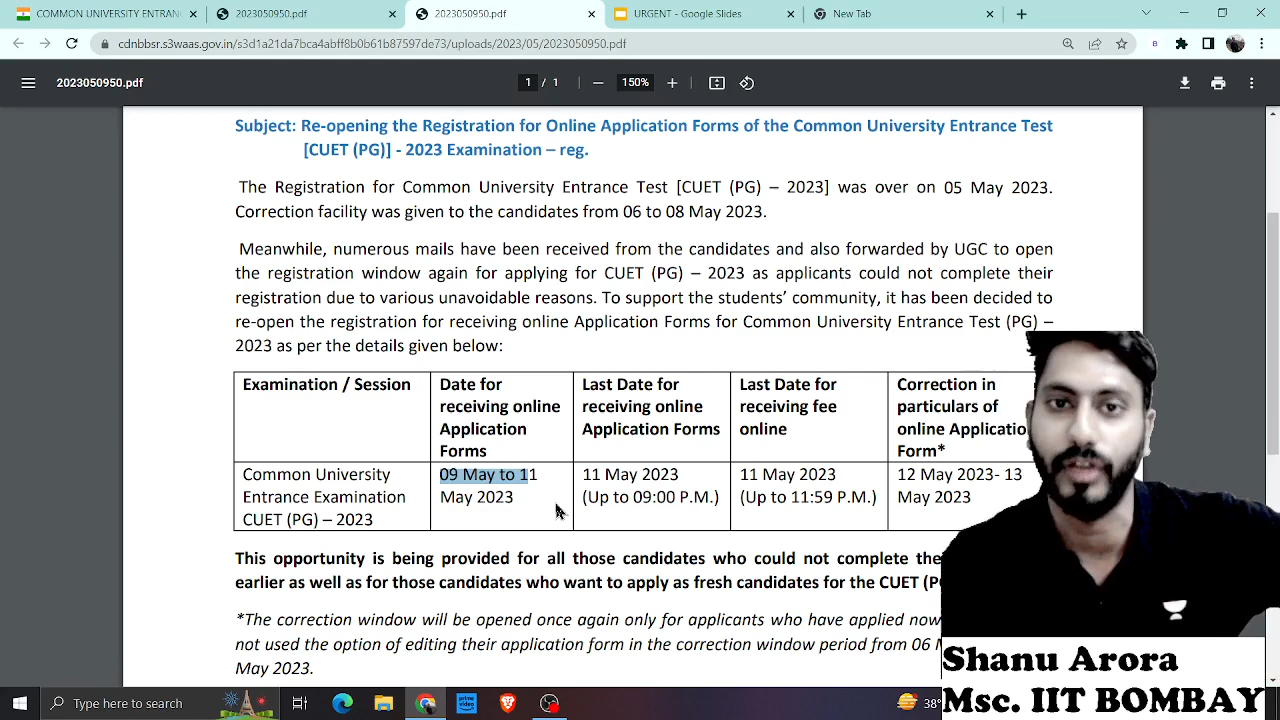 COMMON UNIVERSITY ENTRAN
2023050950.pdf
2023050950.pdf
URGENT - Google Slides
New Tab
cdnbbsr.s3waas.gov.in/s3d1a21da7bca4abff8b0b61b87597de73/uploads/2023/05/2023050950.pdf
2023050950.pdf
1 / 1
150%
Subject: Re-opening the Registration for Online Application Forms of the Common University Entrance Test
[CUET (PG)] - 2023 Examination – reg.
The Registration for Common University Entrance Test [CUET (PG) – 2023] was over on 05 May 2023.
Correction facility was given to the candidates from 06 to 08 May 2023.
Meanwhile, numerous mails have been received from the candidates and also forwarded by UGC to open
the registration window again for applying for CUET (PG) – 2023 as applicants could not complete their
registration due to various unavoidable reasons. To support the students’ community, it has been decided to
re-open the registration for receiving online Application Forms for Common University Entrance Test (PG) –
2023 as per the details given below:
Examination / Session
Date for
receiving online
Application
Forms
Last Date for
receiving online
Application Forms
Last Date for
receiving fee
online
Correction in
particulars of
online Applicatio
Form*
Common University
Entrance Examination
CUET (PG) – 2023
09 May to 11
May 2023
11 May 2023
(Up to 09:00 P.M.)
11 May 2023
(Up to 11:59 P.M.)
12 May 2023- 13
May 2023
This opportunity is being provided for all those candidates who could not complete the
earlier as well as for those candidates who want to apply as fresh candidates for the CUET (P
*The correction window will be opened once again only for applicants who have applied now
not used the option of editing their application form in the correction window period from 06
May 2023.
Shanu Arora
Msc. IIT BOMBAY
Type here to search
prime video
38°